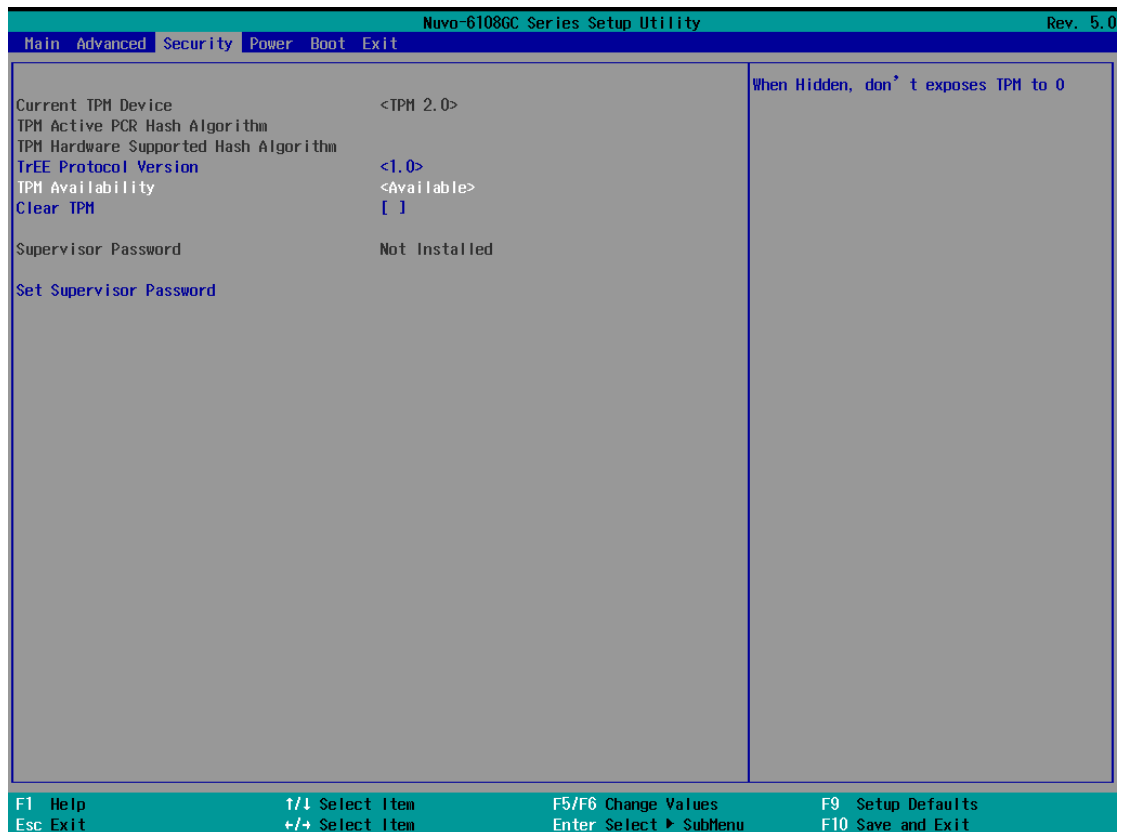 Nuvo-6108GC Series Setup Utility Rev. 5.0
Main Advanced Security Power Boot Exit
When Hidden, don’t exposes TPM to 0
Current TPM Device <TPM 2.0>
TPM Active PCR Hash Algorithm
TPM Hardware Supported Hash Algorithm
TrEE Protocol Version <1.0>
TPM Availability <Available>
Clear TPM [ ]
Supervisor Password Not Installed
Set Supervisor Password
F1 Help ↑/↓ Select Item F5/F6 Change Values F9 Setup Defaults
Esc Exit ←/→ Select Item Enter Select ▶ SubMenu F10 Save and Exit